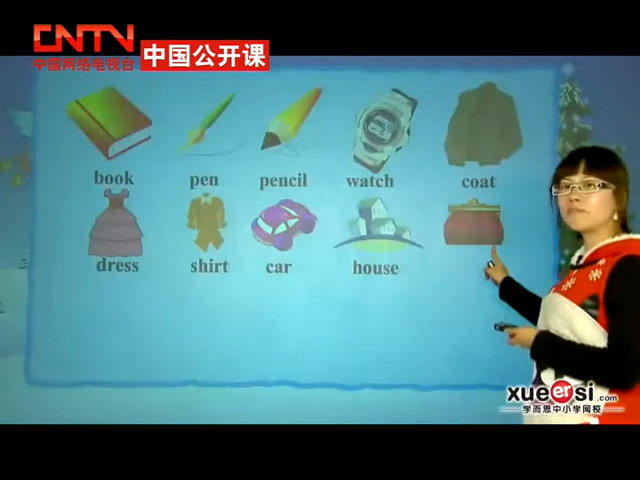 CNTV
中国网络电视台
中国公开课
book pen pencil watch coat
dress shirt car house
xueersi.com
学而思中小学网校